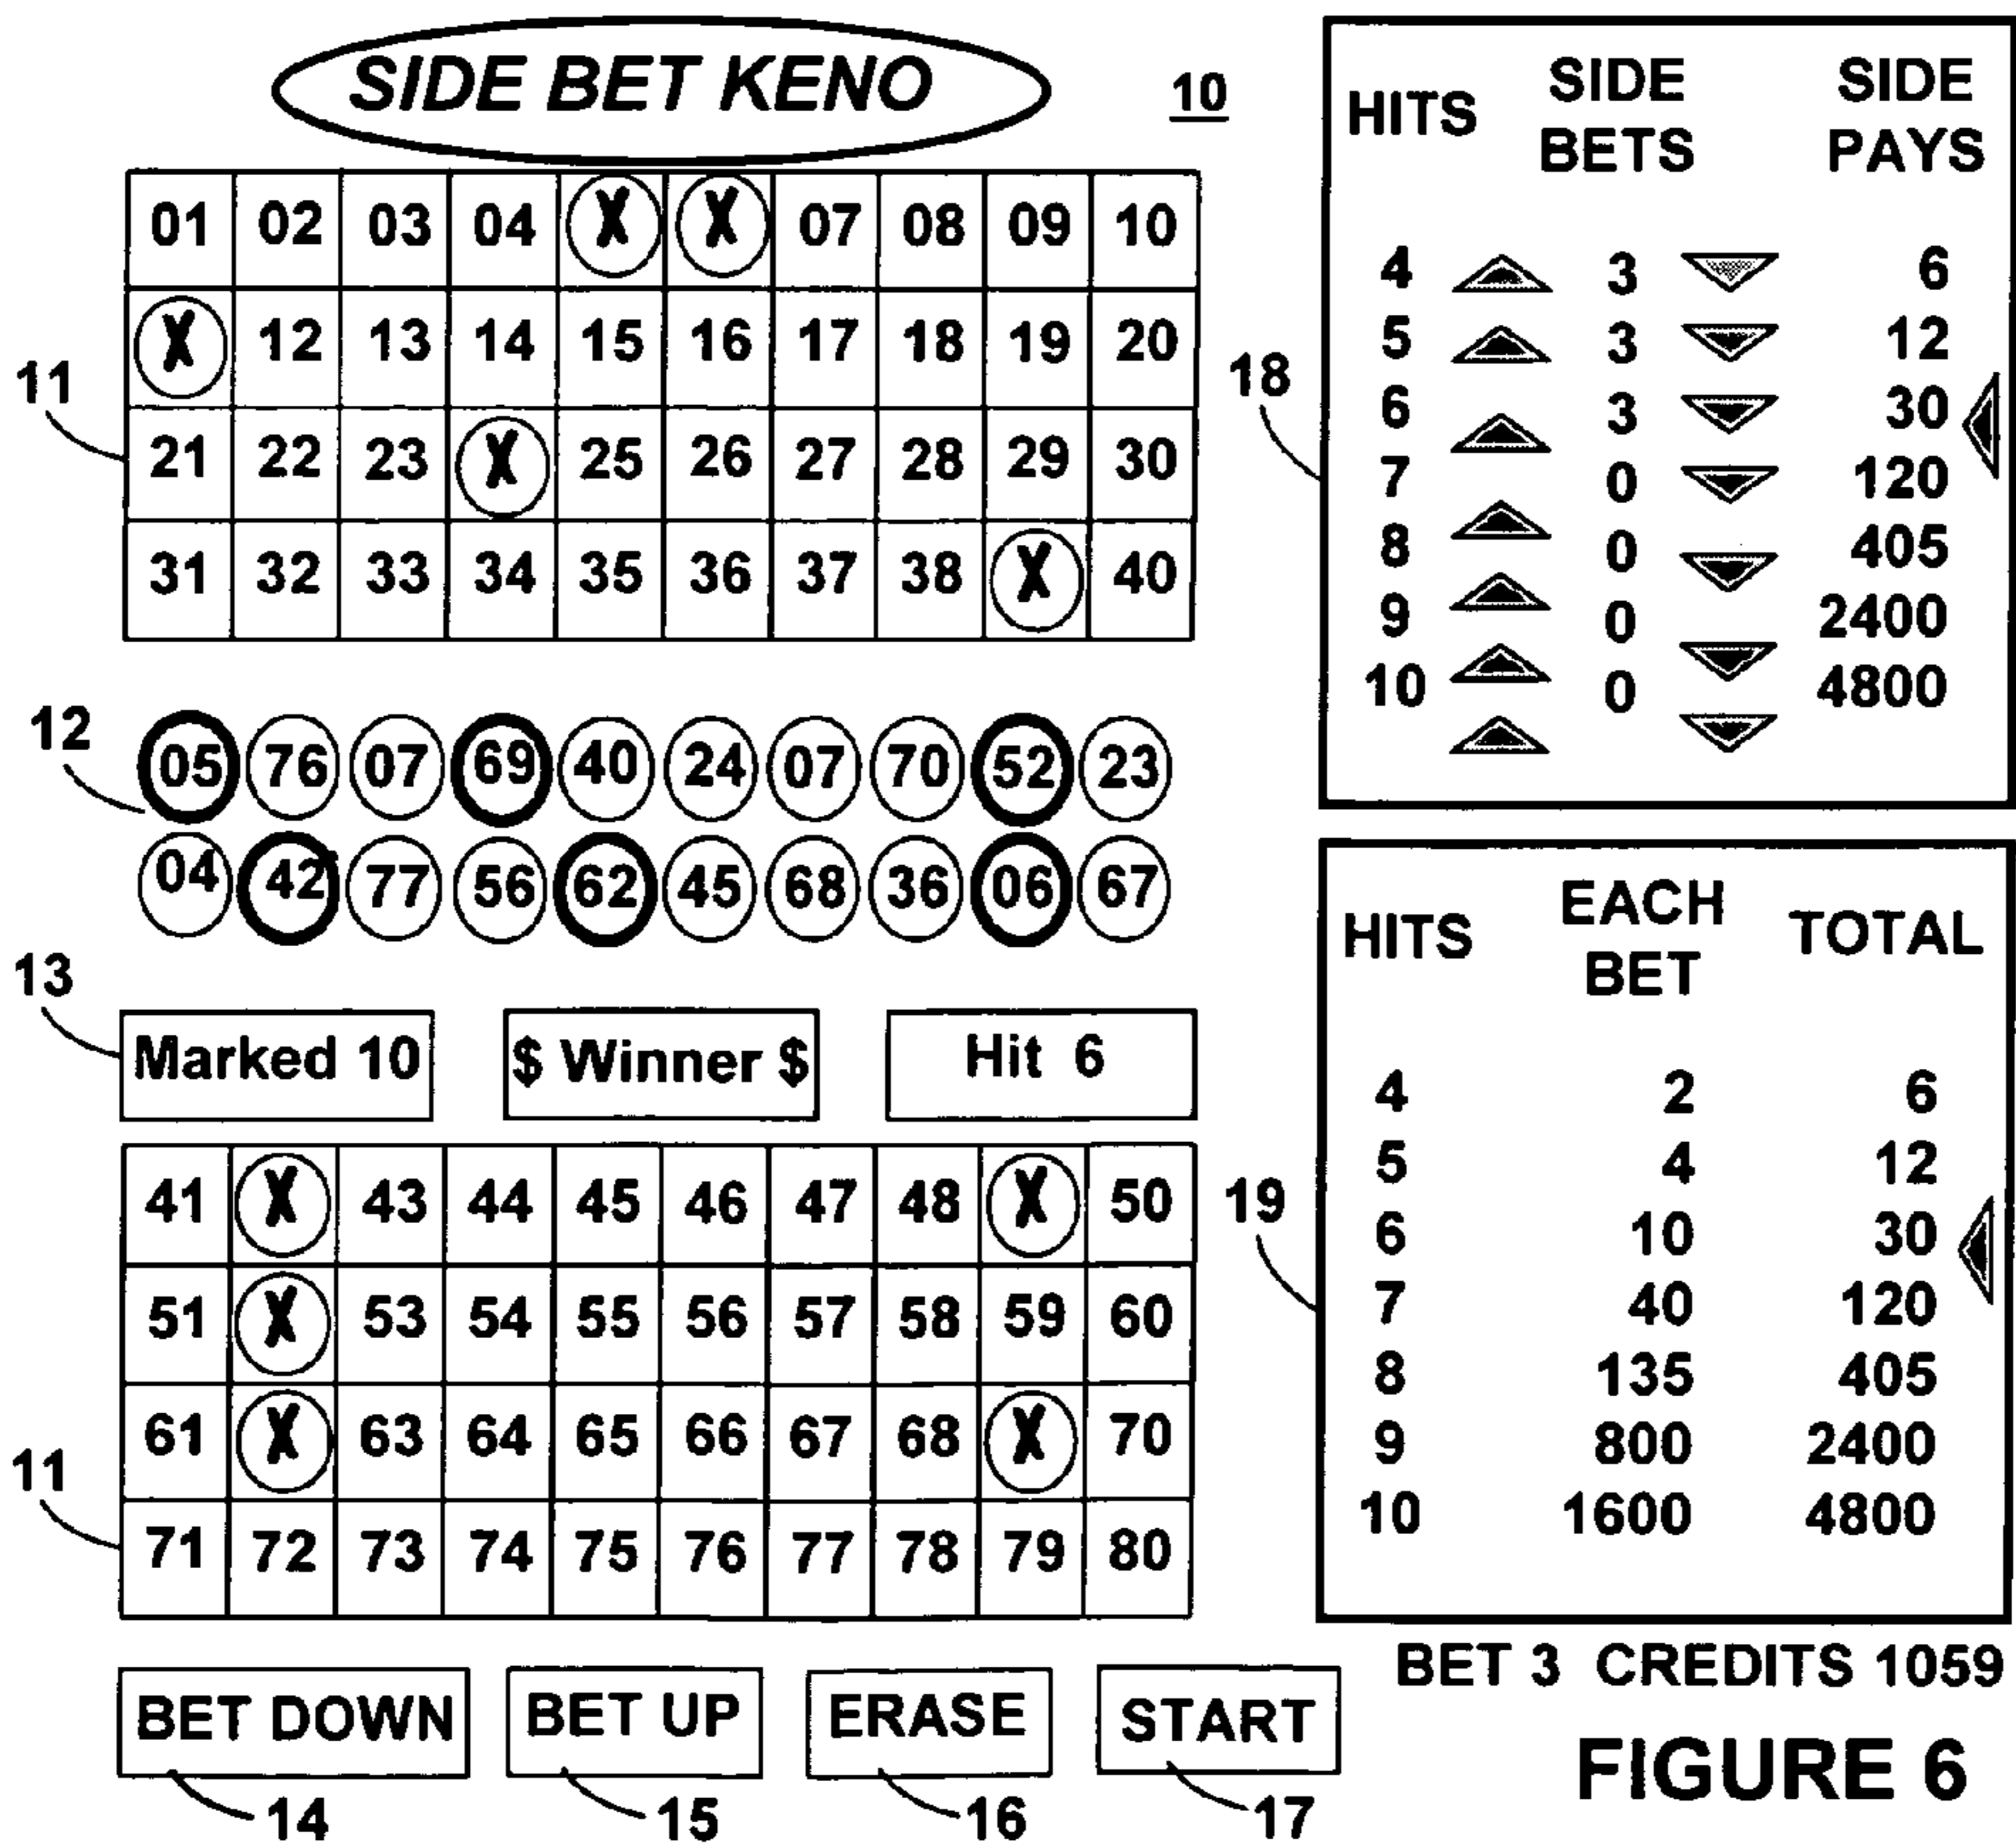 SIDE BET KENO
10
01 02 03 04 X X 07 08 09 10
X 12 13 14 15 16 17 18 19 20
21 22 23 X 25 26 27 28 29 30
31 32 33 34 35 36 37 38 X 40
11
12
05 76 07 69 40 24 07 70 52 23
04 42 77 56 62 45 68 36 06 67
13
Marked 10 $ Winner $ Hit 6
41 X 43 44 45 46 47 48 X 50
51 X 53 54 55 56 57 58 59 60
61 X 63 64 65 66 67 68 X 70
71 72 73 74 75 76 77 78 79 80
11
BET DOWN BET UP ERASE START
14 15 16 17
HITS SIDE BETS SIDE PAYS
4 3 6
5 3 12
6 3 30
7 0 120
8 0 405
9 0 2400
10 0 4800
18
HITS EACH BET TOTAL
4 2 6
5 4 12
6 10 30
7 40 120
8 135 405
9 800 2400
10 1600 4800
19
BET 3 CREDITS 1059
FIGURE 6